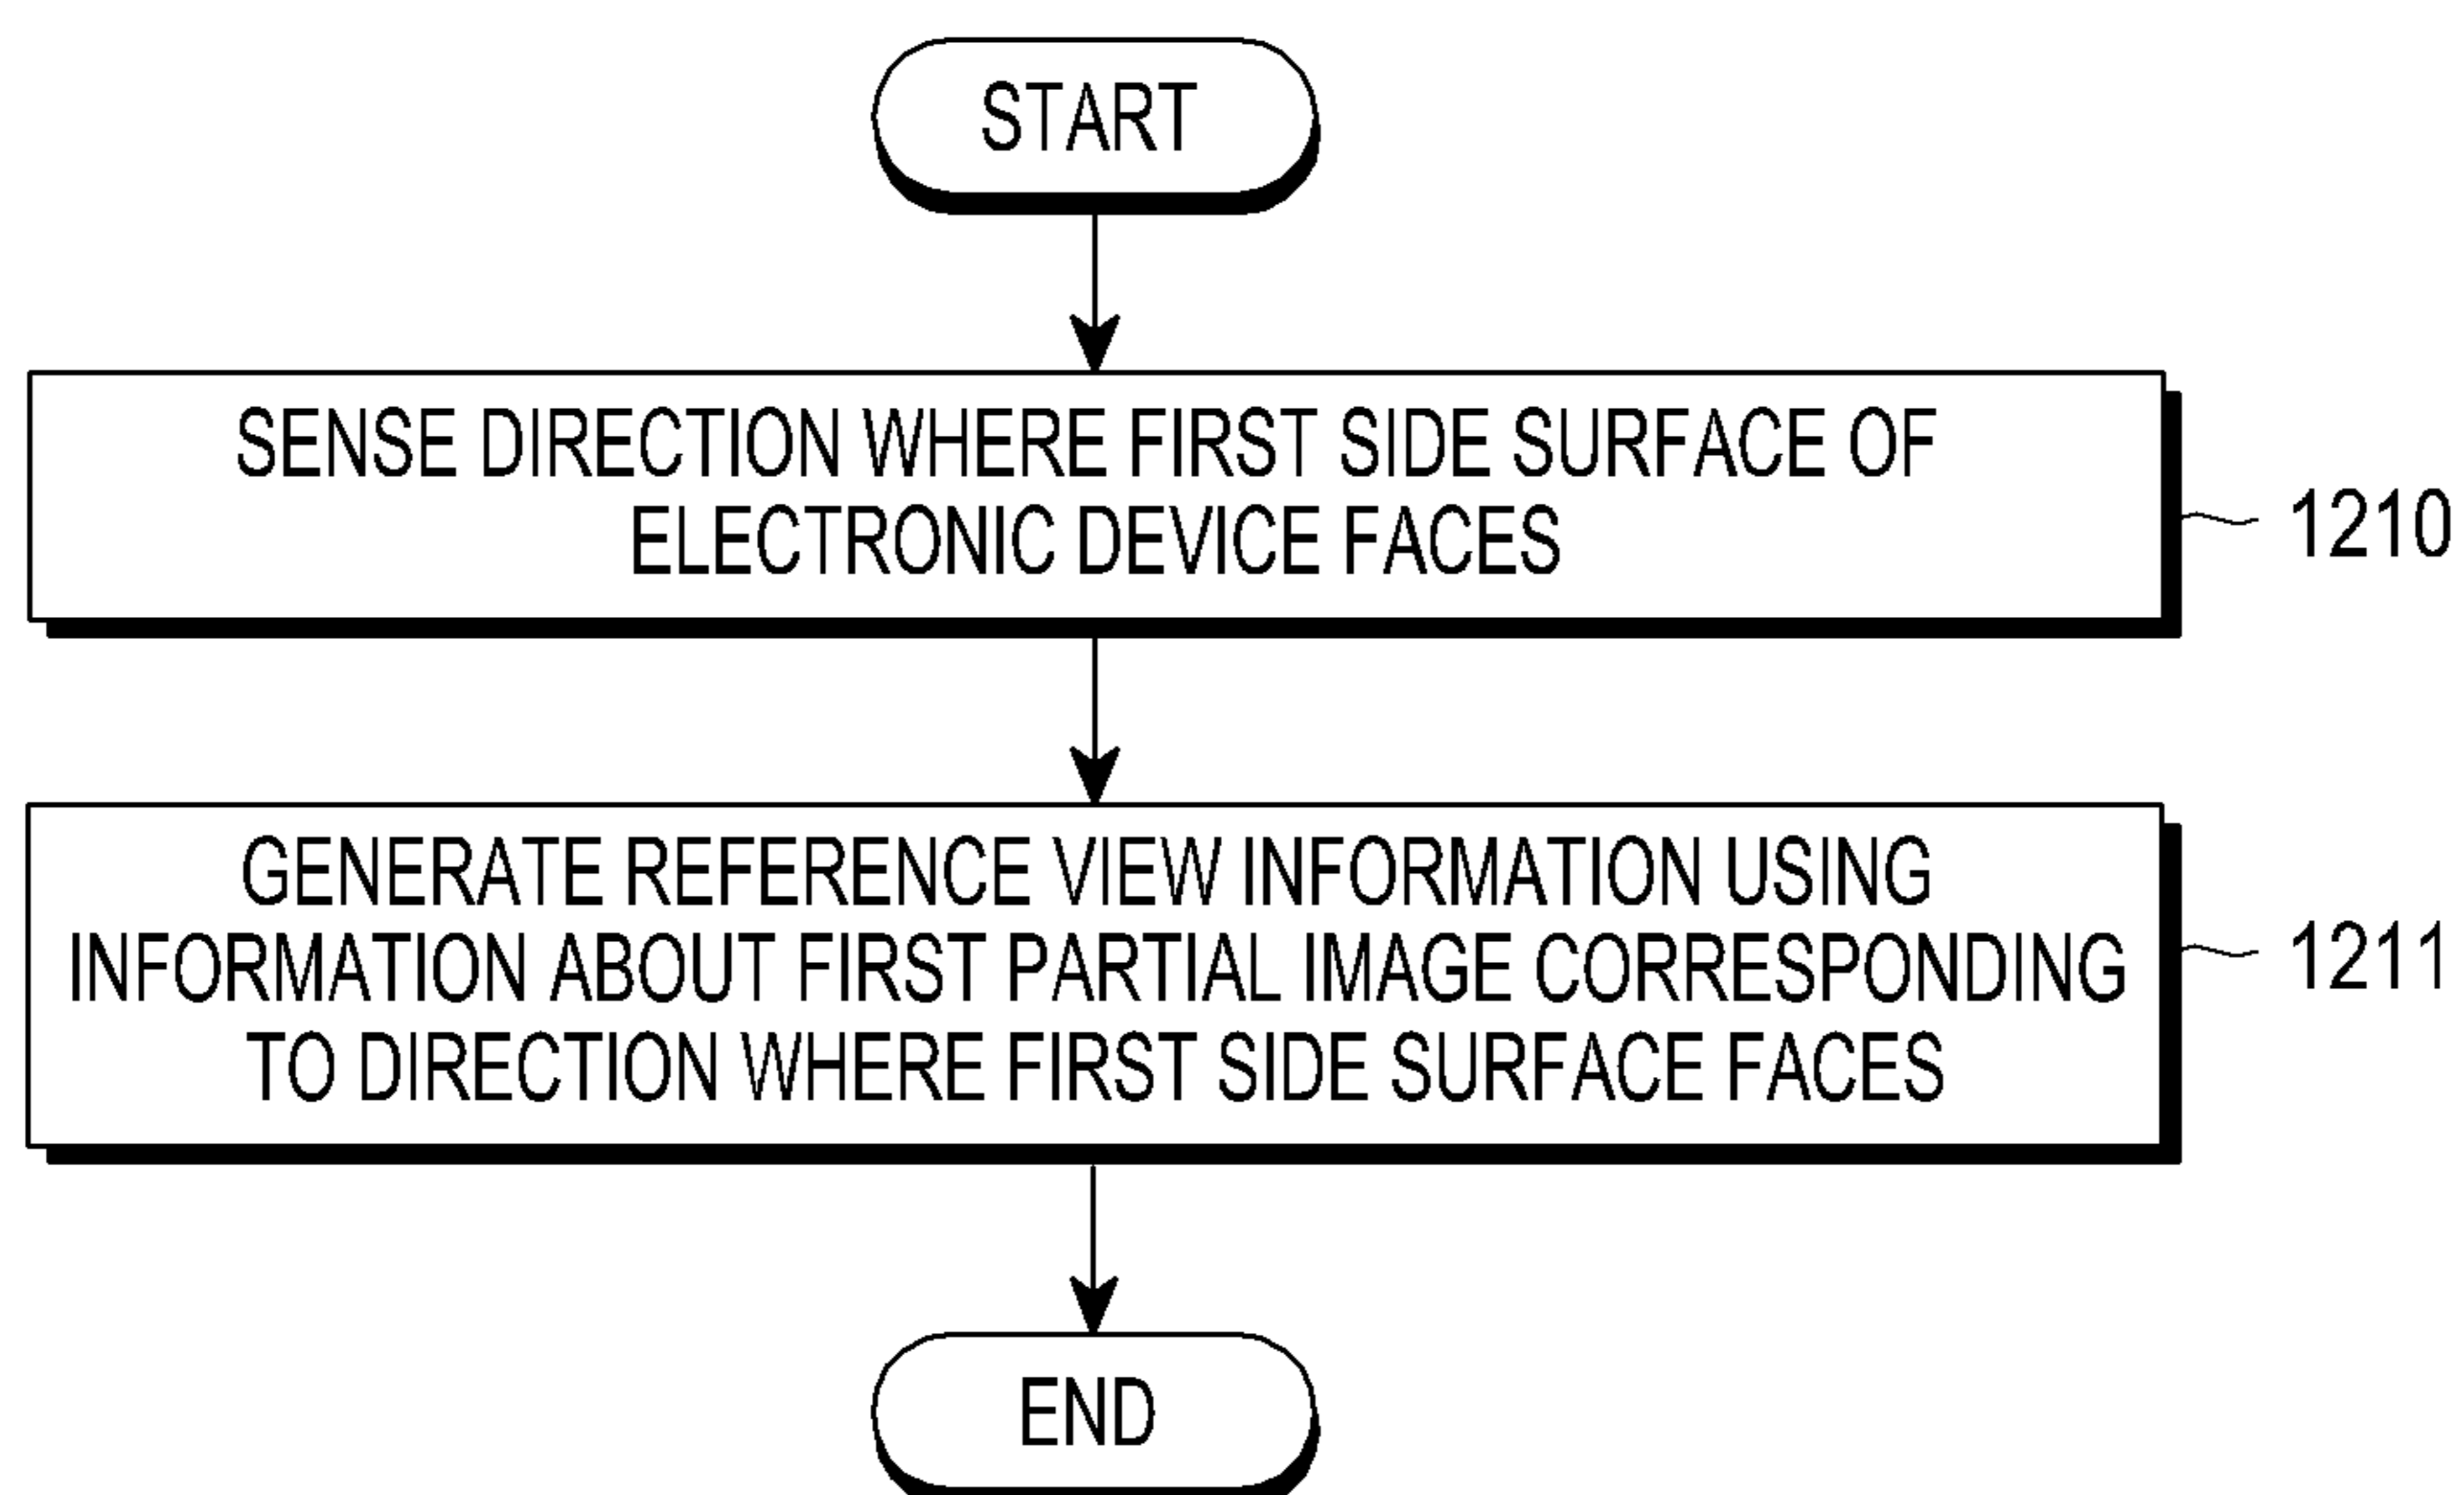 START
SENSE DIRECTION WHERE FIRST SIDE SURFACE OF
ELECTRONIC DEVICE FACES
1210
GENERATE REFERENCE VIEW INFORMATION USING
INFORMATION ABOUT FIRST PARTIAL IMAGE CORRESPONDING
TO DIRECTION WHERE FIRST SIDE SURFACE FACES
1211
END